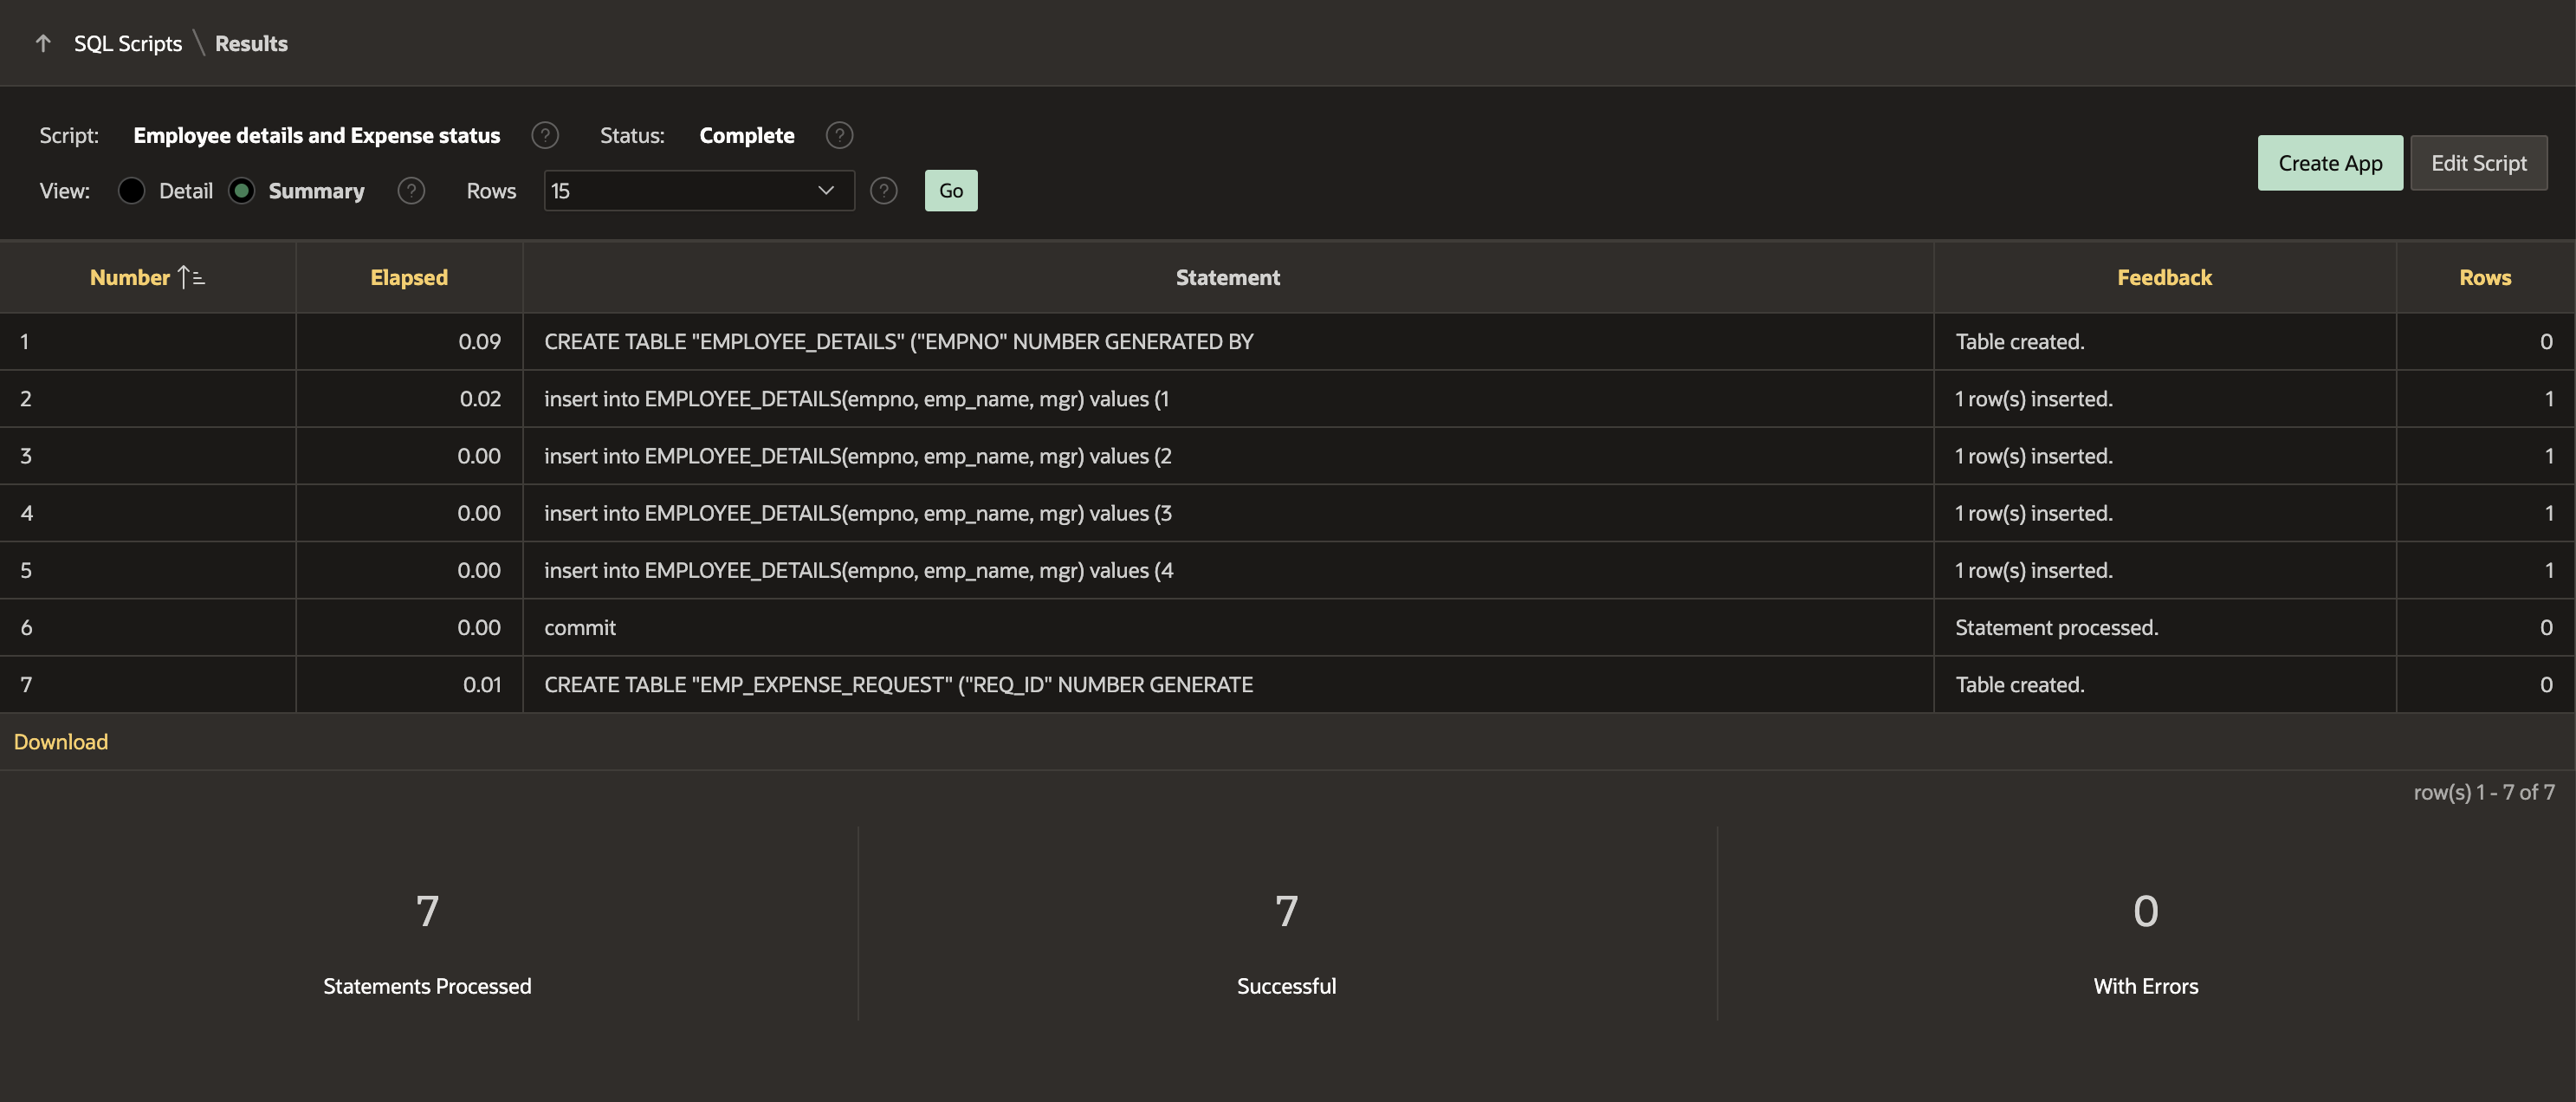 SQL Scripts \ Results
Script: Employee details and Expense status ? Status: Complete ?
View: Detail Summary ? Rows 15 ? Go
Create App Edit Script
Number Elapsed Statement Feedback Rows
1 0.09 CREATE TABLE "EMPLOYEE_DETAILS" ("EMPNO" NUMBER GENERATED BY Table created. 0
2 0.02 insert into EMPLOYEE_DETAILS(empno, emp_name, mgr) values (1 1 row(s) inserted. 1
3 0.00 insert into EMPLOYEE_DETAILS(empno, emp_name, mgr) values (2 1 row(s) inserted. 1
4 0.00 insert into EMPLOYEE_DETAILS(empno, emp_name, mgr) values (3 1 row(s) inserted. 1
5 0.00 insert into EMPLOYEE_DETAILS(empno, emp_name, mgr) values (4 1 row(s) inserted. 1
6 0.00 commit Statement processed. 0
7 0.01 CREATE TABLE "EMP_EXPENSE_REQUEST" ("REQ_ID" NUMBER GENERATE Table created. 0
Download
row(s) 1 - 7 of 7
7 7 0
Statements Processed Successful With Errors